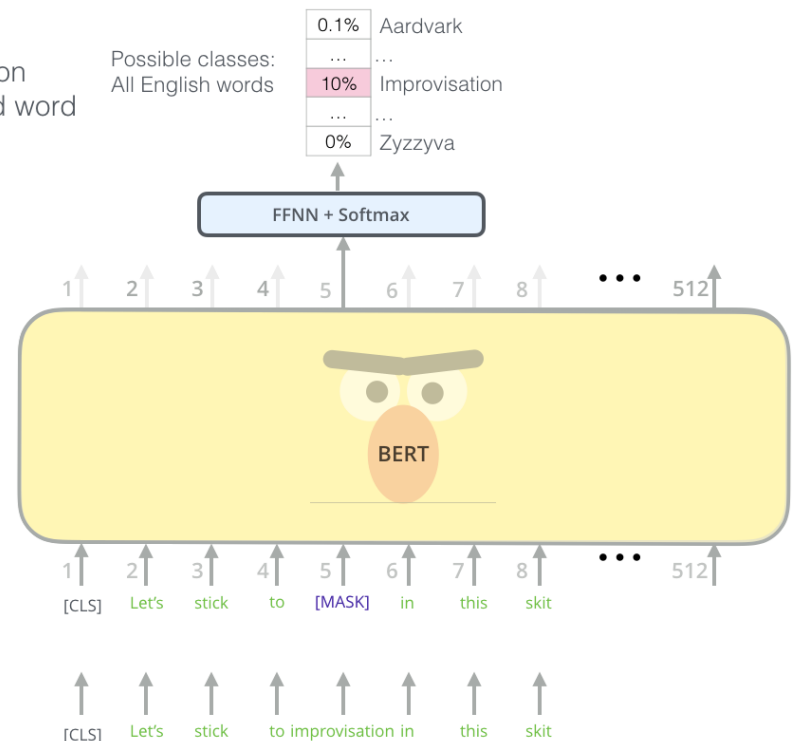 0.1% Aardvark
Possible classes: ... ...
on
All English words 10% Improvisation
d word
... ...
0% Zyzzyva
FFNN + Softmax
1 2 3 4 5 6 7 8 ... 512
BERT
1 2 3 4 5 6 7 8 ... 512
[CLS] Let's stick to [MASK] in this skit
[CLS] Let's stick to improvisation in this skit